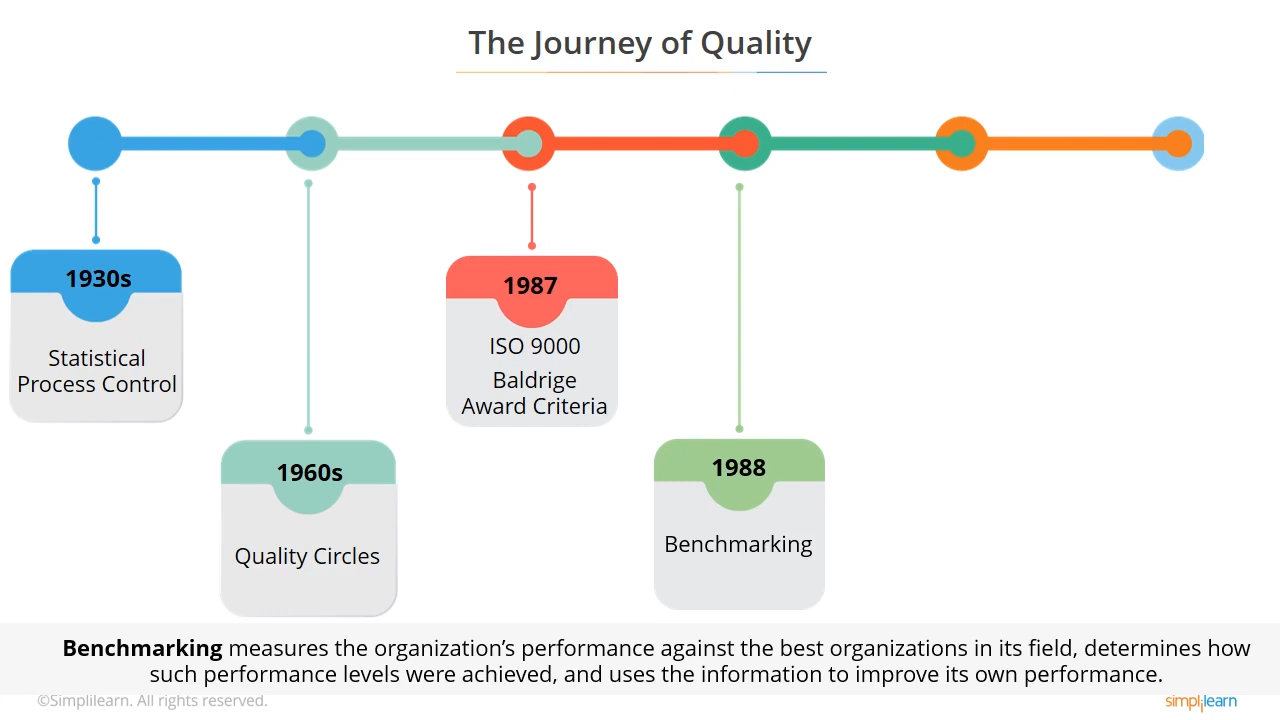 The Journey of Quality
1930s
Statistical
Process Control
1960s
Quality Circles
1987
ISO 9000
Baldrige
Award Criteria
1988
Benchmarking
Benchmarking measures the organization’s performance against the best organizations in its field, determines how
such performance levels were achieved, and uses the information to improve its own performance.
©Simplilearn. All rights reserved.
simplilearn